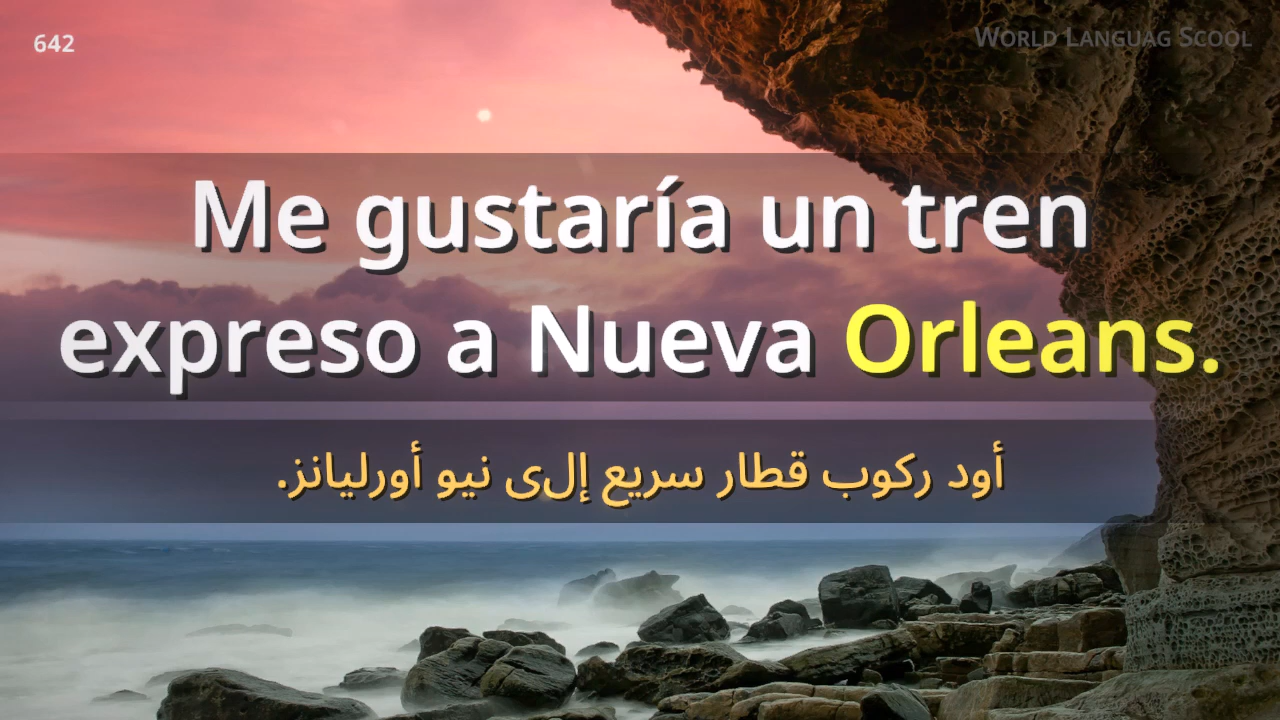 642
World Languag Scool
Me gustaría un tren
expreso a Nueva Orleans.
أود ركوب قطار سريع إلى نيو أورليانز.